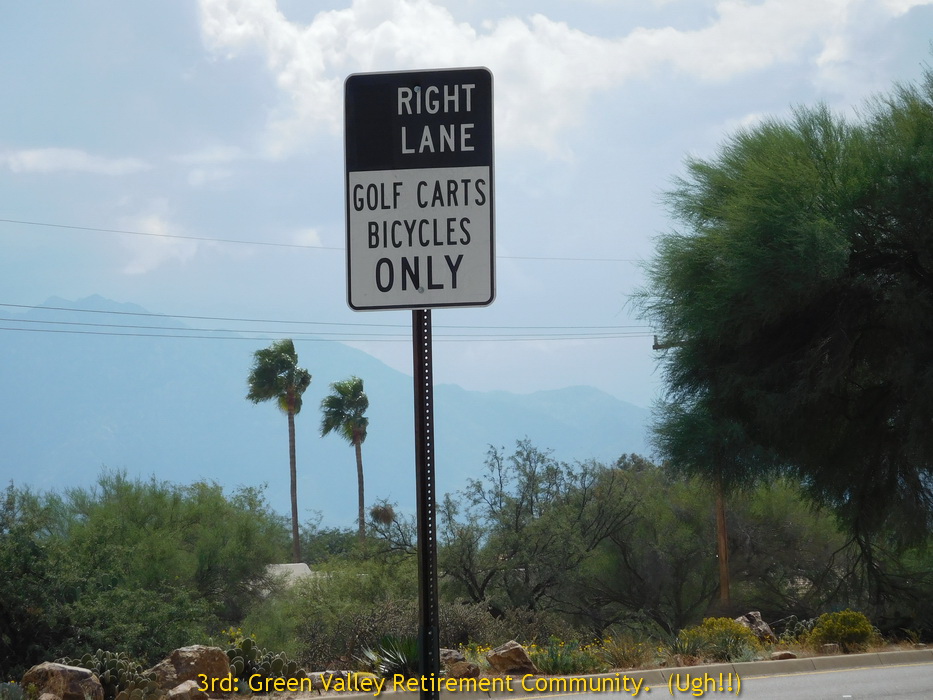 RIGHT
LANE
GOLF CARTS
BICYCLES
ONLY
3rd: Green Valley Retirement Community.  (Ugh!!)